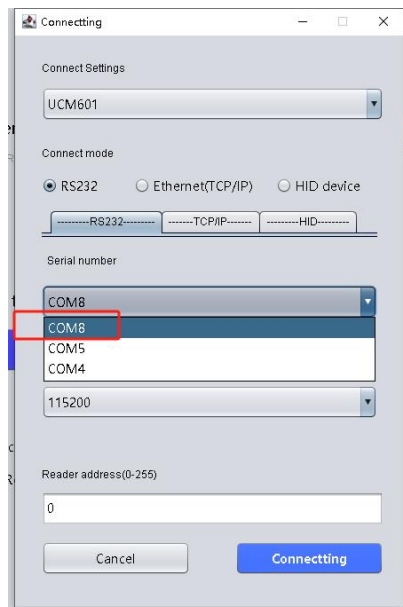 Connectting
Connect Settings
UCM601
Connect mode
RS232 Ethernet(TCP/IP) HID device
---------RS232--------- -------TCP/IP------- ---------HID---------
Serial number
COM8
COM8
COM5
COM4
115200
Reader address(0-255)
0
Cancel Connectting